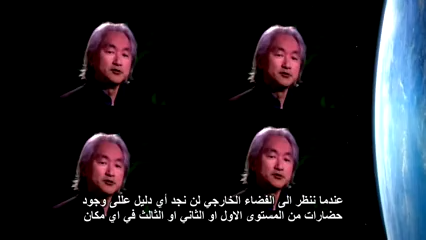 عندما ننظر الى الفضاء الخارجي لن نجد أي دليل عللى وجود
حضارات من المستوى الاول او الثاني او الثالث في اي مكان